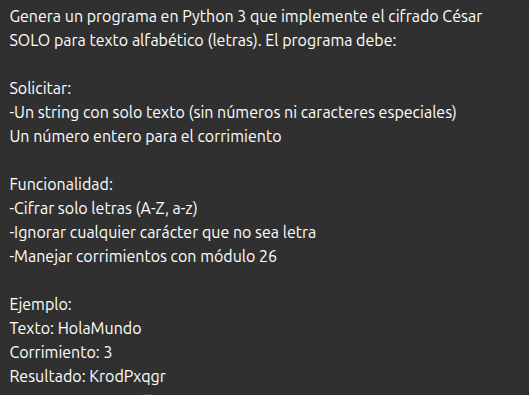 Genera un programa en Python 3 que implemente el cifrado César
SOLO para texto alfabético (letras). El programa debe:
Solicitar:
-Un string con solo texto (sin números ni caracteres especiales)
Un número entero para el corrimiento
Funcionalidad:
-Cifrar solo letras (A-Z, a-z)
-Ignorar cualquier carácter que no sea letra
-Manejar corrimientos con módulo 26
Ejemplo:
Texto: HolaMundo
Corrimiento: 3
Resultado: KrodPxqgr